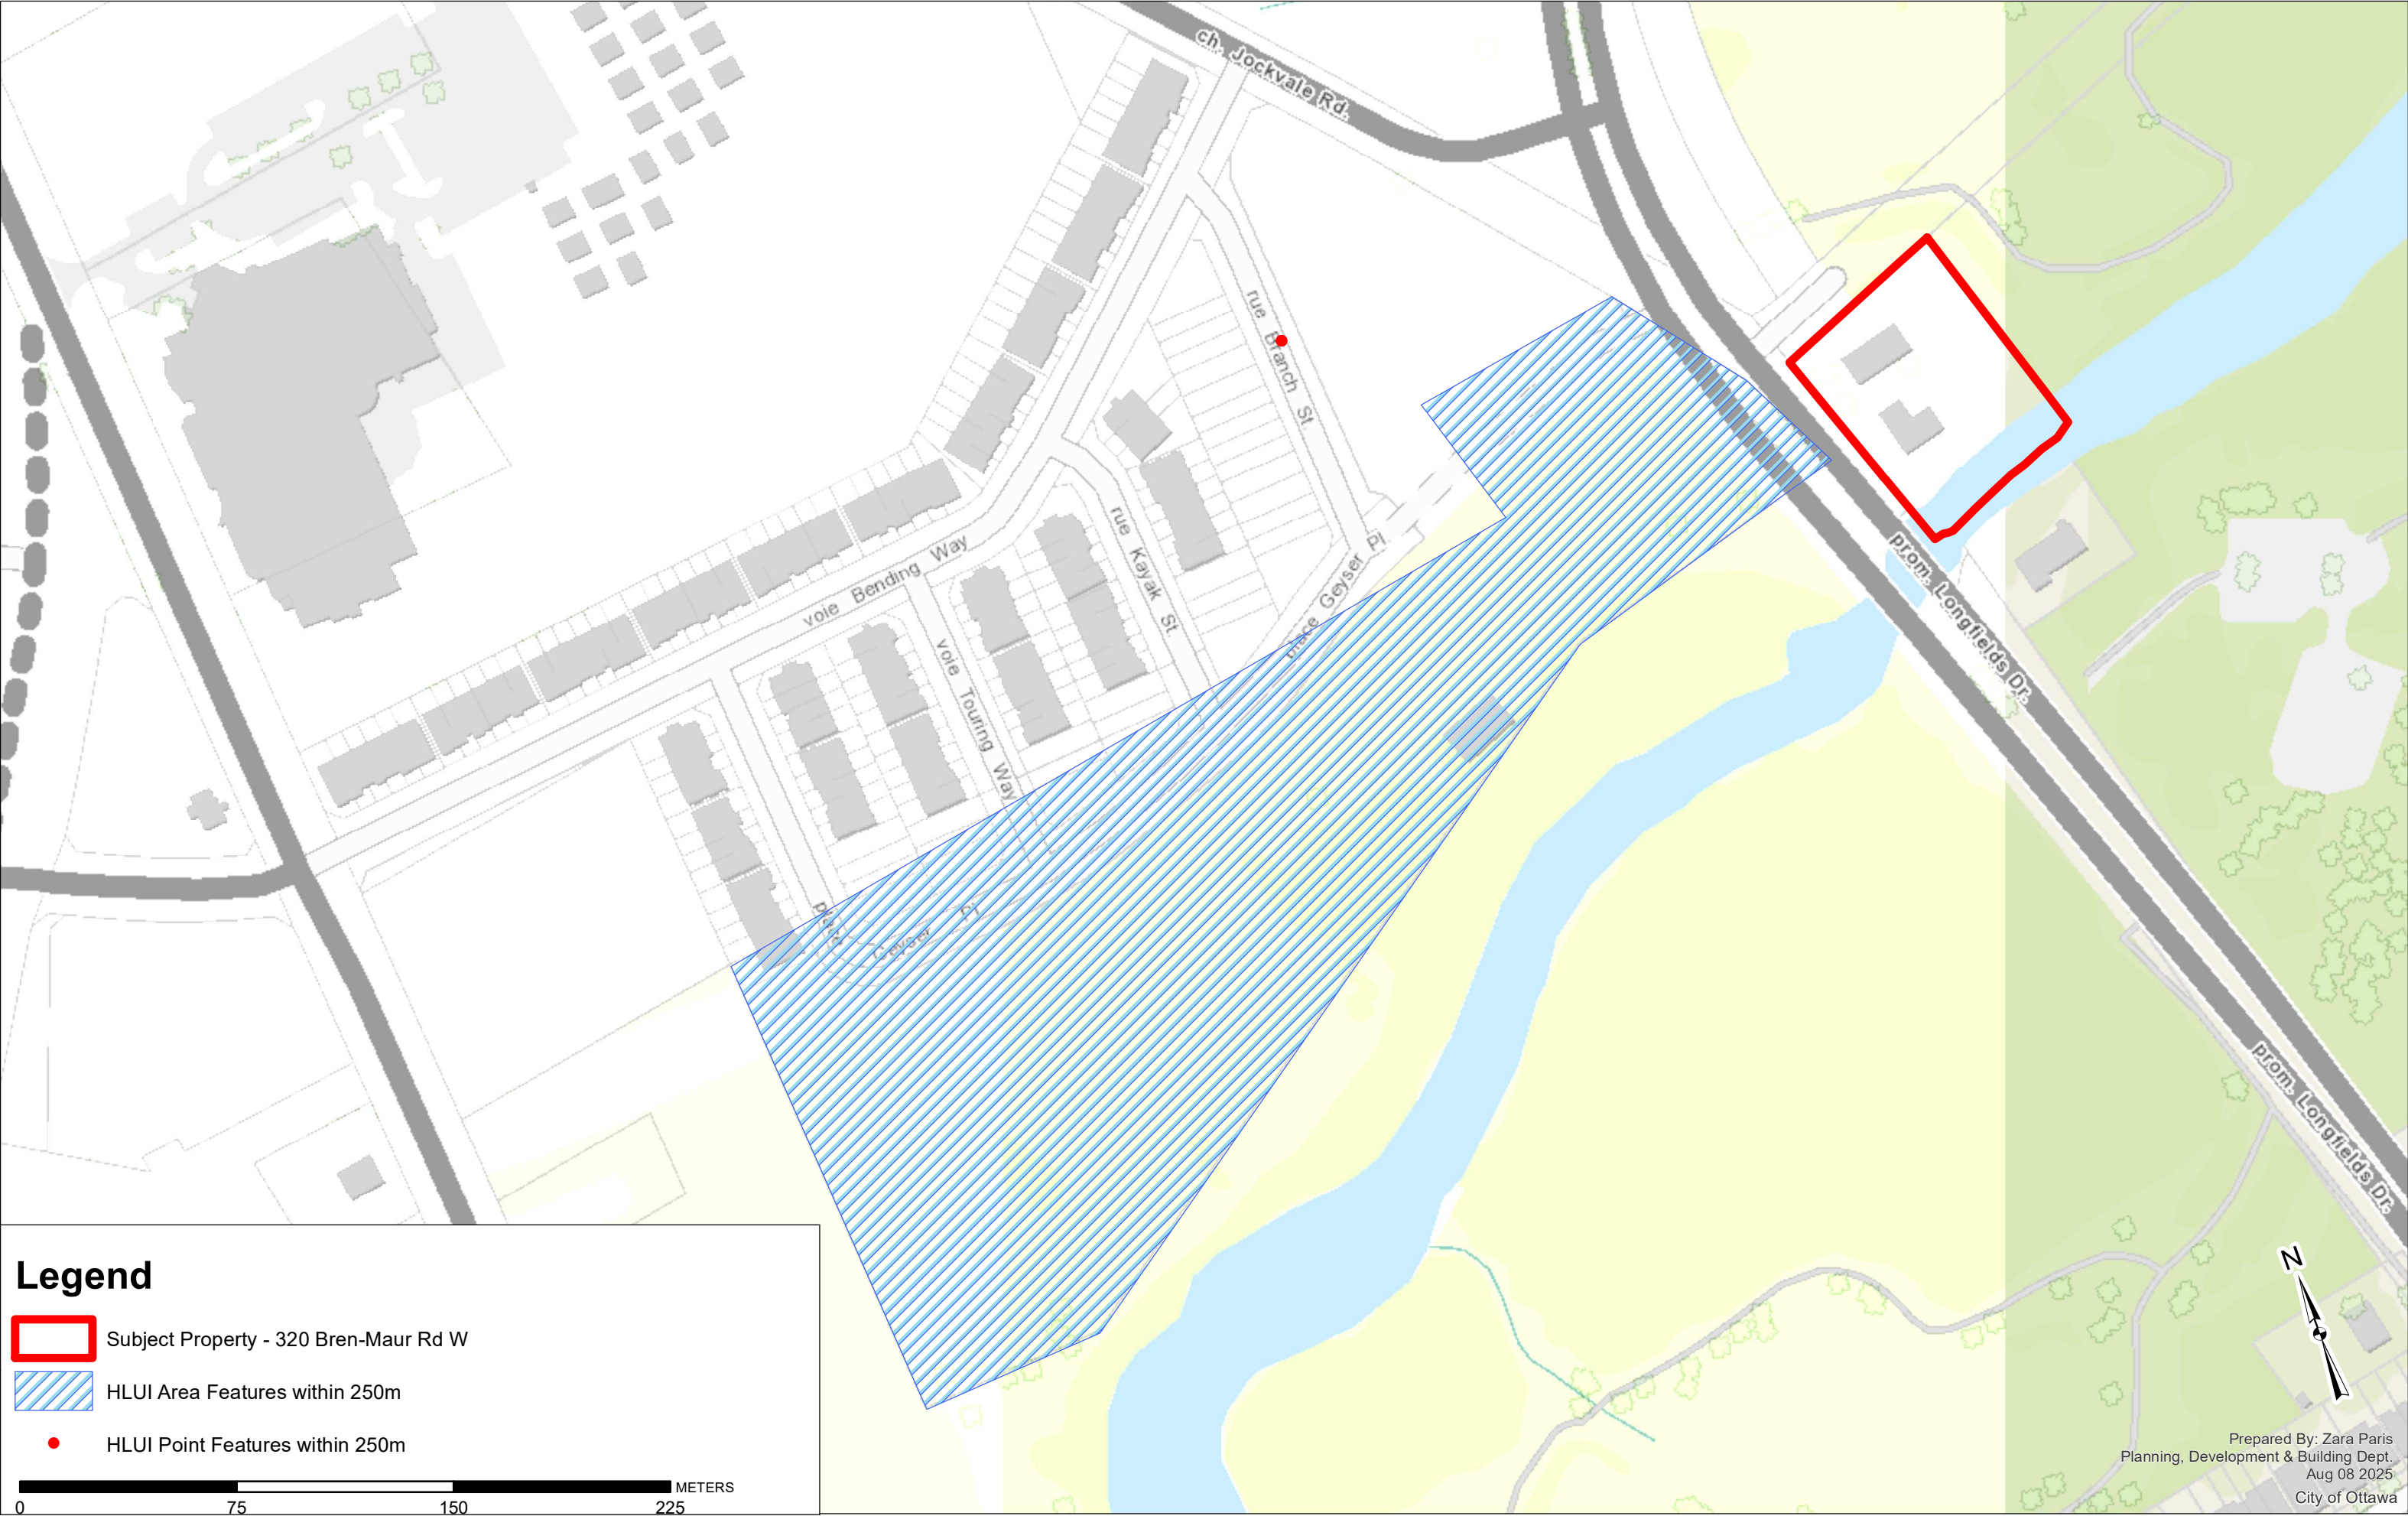 ch. Jockvale Rd.
rue Branch St
voie Bending Way
rue Kayak St
voie Touring Way
place Geyser Pl
place Geyser Pl
prom. Longfields Dr.
prom. Longfields Dr.
N
Legend
Subject Property - 320 Bren-Maur Rd W
HLUI Area Features within 250m
HLUI Point Features within 250m
METERS
0 75 150 225
Prepared By: Zara Paris
Planning, Development & Building Dept.
Aug 08 2025
City of Ottawa